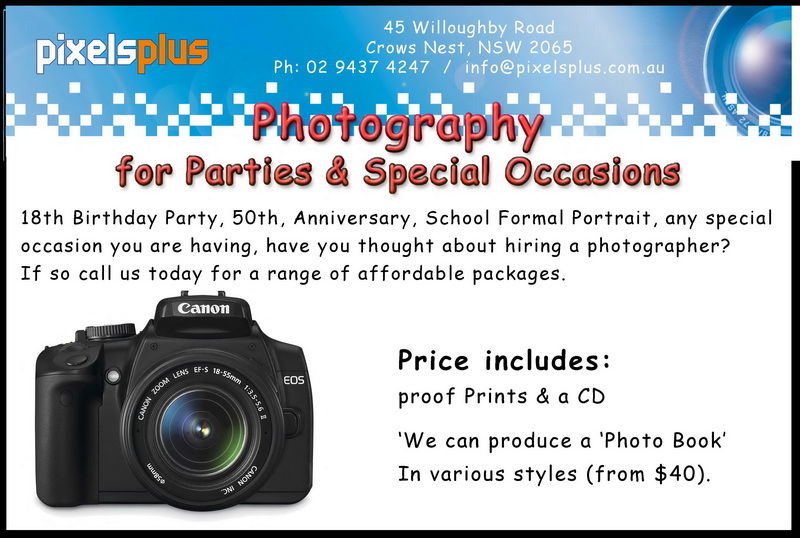 pixelsplus
45 Willoughby Road
Crows Nest, NSW 2065
Ph: 02 9437 4247 / info@pixelsplus.com.au
Photography
for Parties & Special Occasions
18th Birthday Party, 50th, Anniversary, School Formal Portrait, any special
occasion you are having, have you thought about hiring a photographer?
If so call us today for a range of affordable packages.
Canon
EOS
CANON ZOOM LENS EF-S 18-55mm 1:3.5-5.6 II
CANON INC.
ø58mm
Price includes:
proof Prints & a CD
‘We can produce a ‘Photo Book’
In various styles (from $40).